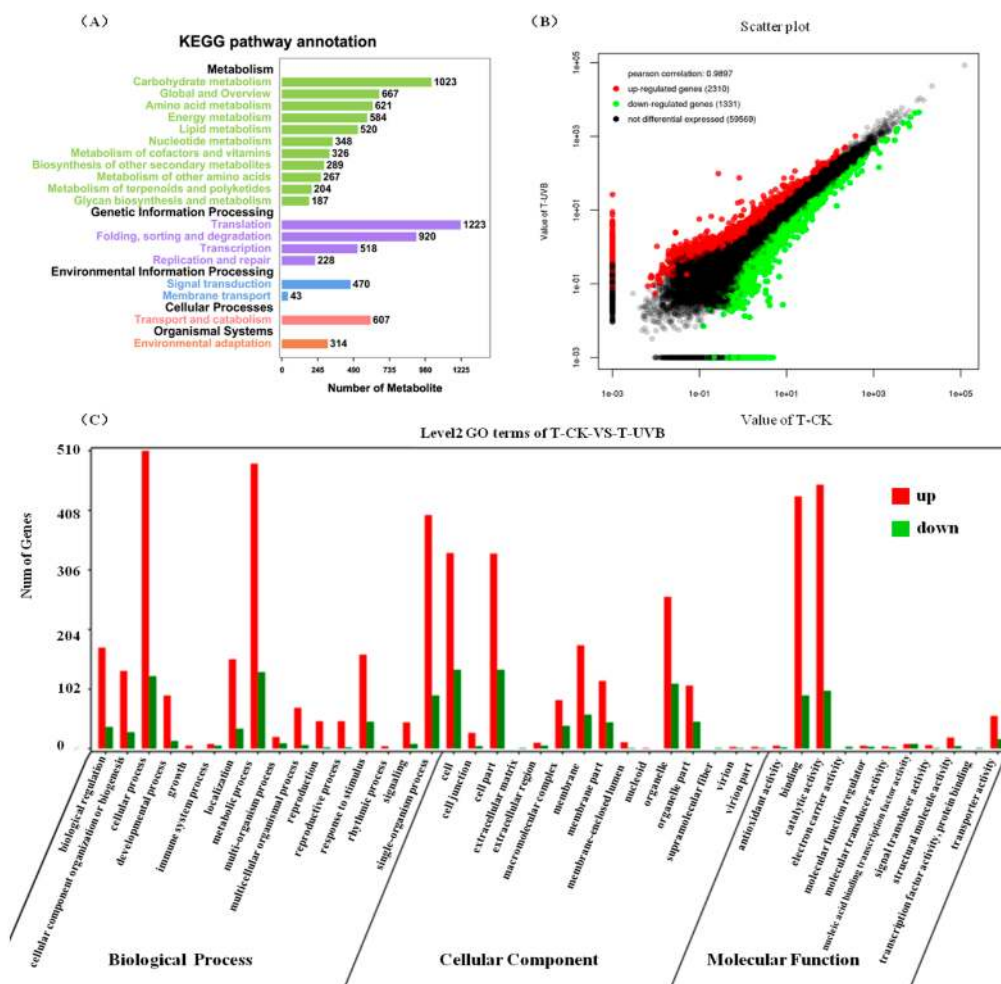 （A）
KEGG pathway annotation
Metabolism
Carbohydrate metabolism 1023
Global and Overview 667
Amino acid metabolism 621
Energy metabolism 584
Lipid metabolism 520
Nucleotide metabolism 348
Metabolism of cofactors and vitamins 326
Biosynthesis of other secondary metabolites 289
Metabolism of other amino acids 267
Metabolism of terpenoids and polyketides 204
Glycan biosynthesis and metabolism 187
Genetic Information Processing
Translation 1223
Folding, sorting and degradation 920
Transcription 518
Replication and repair 228
Environmental Information Processing
Signal transduction 470
Membrane transport 43
Cellular Processes
Transport and catabolism 607
Organismal Systems
Environmental adaptation 314
0 245 490 735 980 1225
Number of Metabolite
（B）
Scatter plot
pearson correlation: 0.9897
up-regulated genes (2310)
down-regulated genes (1331)
not differential expressed (59569)
Value of T-UVB
1e+05
1e+03
1e+01
1e-01
1e-03
1e-03 1e-01 1e+01 1e+03 1e+05
Value of T-CK
（C）
Level2 GO terms of T-CK-VS-T-UVB
Num of Genes
510
408
306
204
102
0
up
down
biological regulation
cellular component organization or biogenesis
cellular process
developmental process
growth
immune system process
localization
metabolic process
multi-organism process
multicellular organismal process
reproduction
reproductive process
response to stimulus
rhythmic process
signaling
single-organism process
cell
cell junction
cell part
extracellular matrix
extracellular region
macromolecular complex
membrane
membrane part
membrane-enclosed lumen
nucleoid
organelle
organelle part
supramolecular fiber
virion
virion part
antioxidant activity
binding
catalytic activity
electron carrier activity
molecular function regulator
molecular transducer activity
nucleic acid binding transcription factor activity
signal transducer activity
structural molecule activity
transcription factor activity, protein binding
transporter activity
Biological Process
Cellular Component
Molecular Function